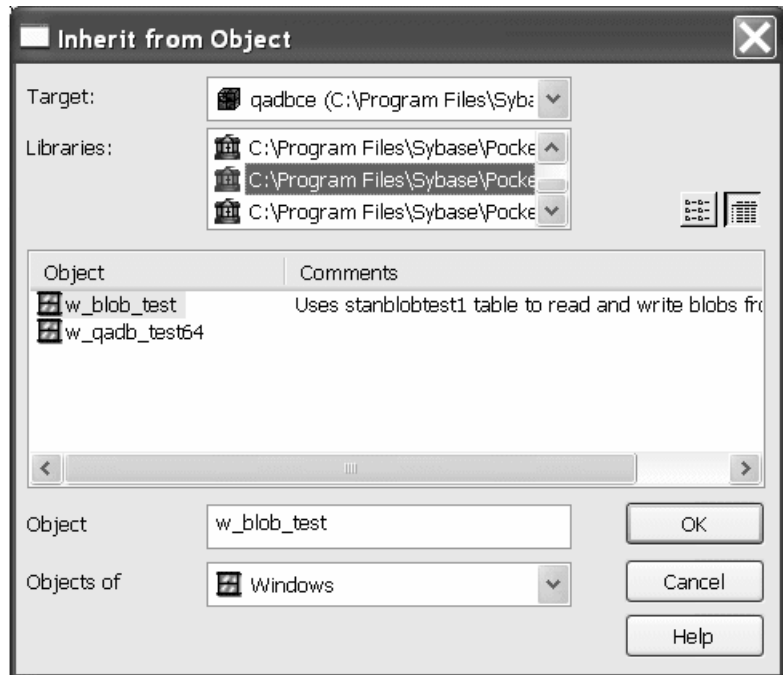 Inherit from Object
Target:
qadbce (C:\Program Files\Syba
Libraries:
C:\Program Files\Sybase\Pocke
C:\Program Files\Sybase\Pocke
C:\Program Files\Sybase\Pocke
Object Comments
w_blob_test Uses stanblobtest1 table to read and write blobs fro
w_qadb_test64
Object w_blob_test OK
Objects of Windows Cancel
Help